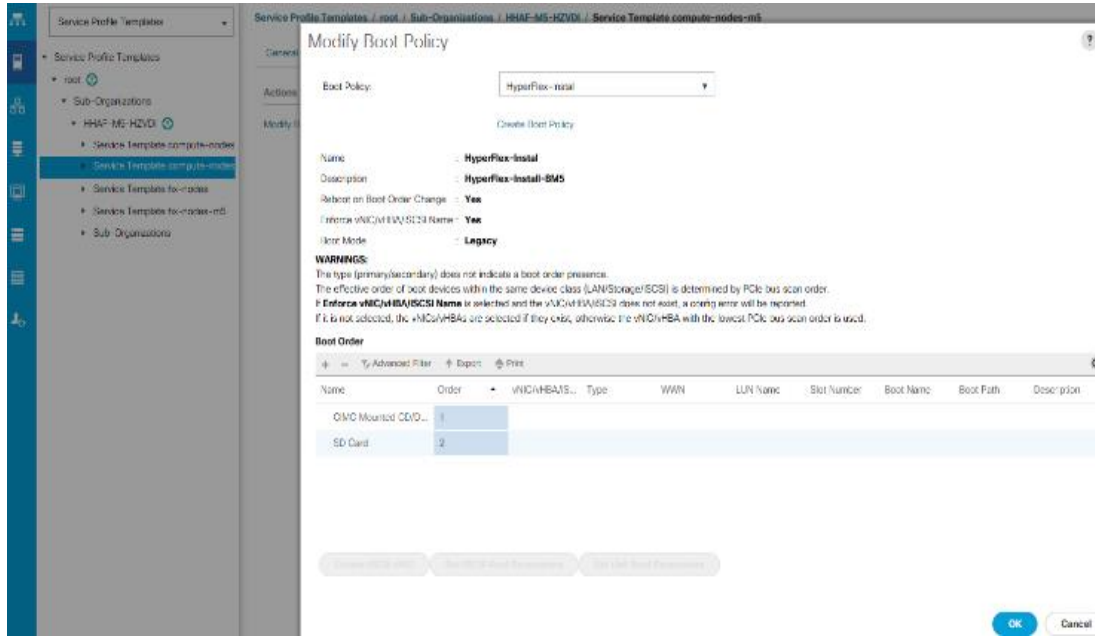 Service Profile Templates
Service Profile Templates / root / Sub-Organizations / HHAF-M5-HZVDI / Service Template compute-nodes-m5
Modify Boot Policy
?
Service Profile Templates
root
Sub-Organizations
HHAF-M5-HZVDI
Service Template compute-nodes
Service Template compute-nodes
Service Template hx-nodes
Service Template hx-nodes-m5
Sub-Organizations
General
Actions
Modify
Boot Policy:
HyperFlex-Instal
Create Boot Policy
Name : HyperFlex-Instal
Description : HyperFlex-Install-BM5
Reboot on Boot Order Change : Yes
Enforce vNIC/vHBA/iSCSI Name : Yes
Boot Mode : Legacy
WARNINGS:
The type (primary/secondary) does not indicate a boot order presence.
The effective order of boot devices within the same device class (LAN/Storage/iSCSI) is determined by PCIe bus scan order.
If Enforce vNIC/vHBA/iSCSI Name is selected and the vNIC/vHBA/iSCSI does not exist, a config error will be reported.
If it is not selected, the vNICs/vHBAs are selected if they exist, otherwise the vNIC/vHBA with the lowest PCIe bus scan order is used.
Boot Order
+ − Advanced Filter Export Print
Name Order vNIC/vHBA/iS... Type WWN LUN Name Slot Number Boot Name Boot Path Description
CIMC Mounted CD/D... 1
SD Card 2
OK Cancel